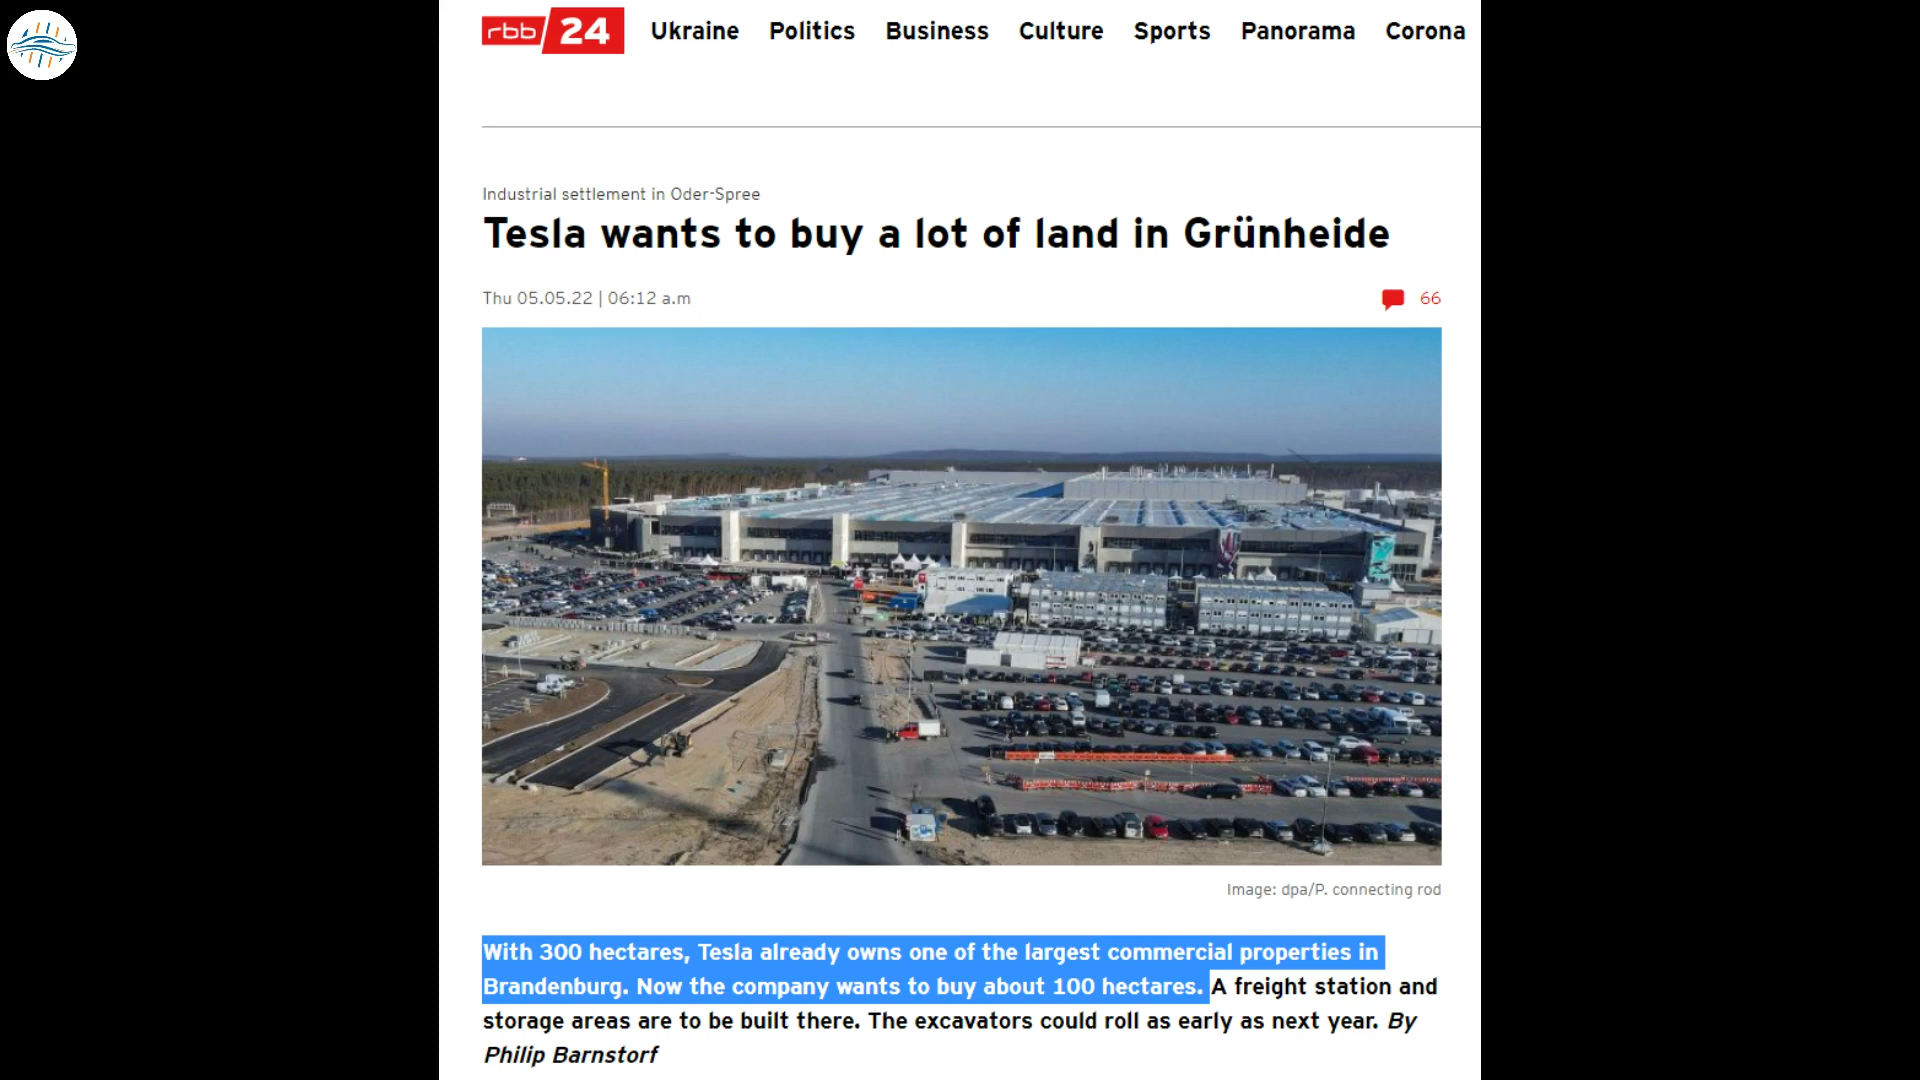 rbb 24 Ukraine Politics Business Culture Sports Panorama Corona
Industrial settlement in Oder-Spree
Tesla wants to buy a lot of land in Grünheide
Thu 05.05.22 | 06:12 a.m
66
Image: dpa/P. connecting rod
With 300 hectares, Tesla already owns one of the largest commercial properties in
Brandenburg. Now the company wants to buy about 100 hectares. A freight station and
storage areas are to be built there. The excavators could roll as early as next year. By
Philip Barnstorf